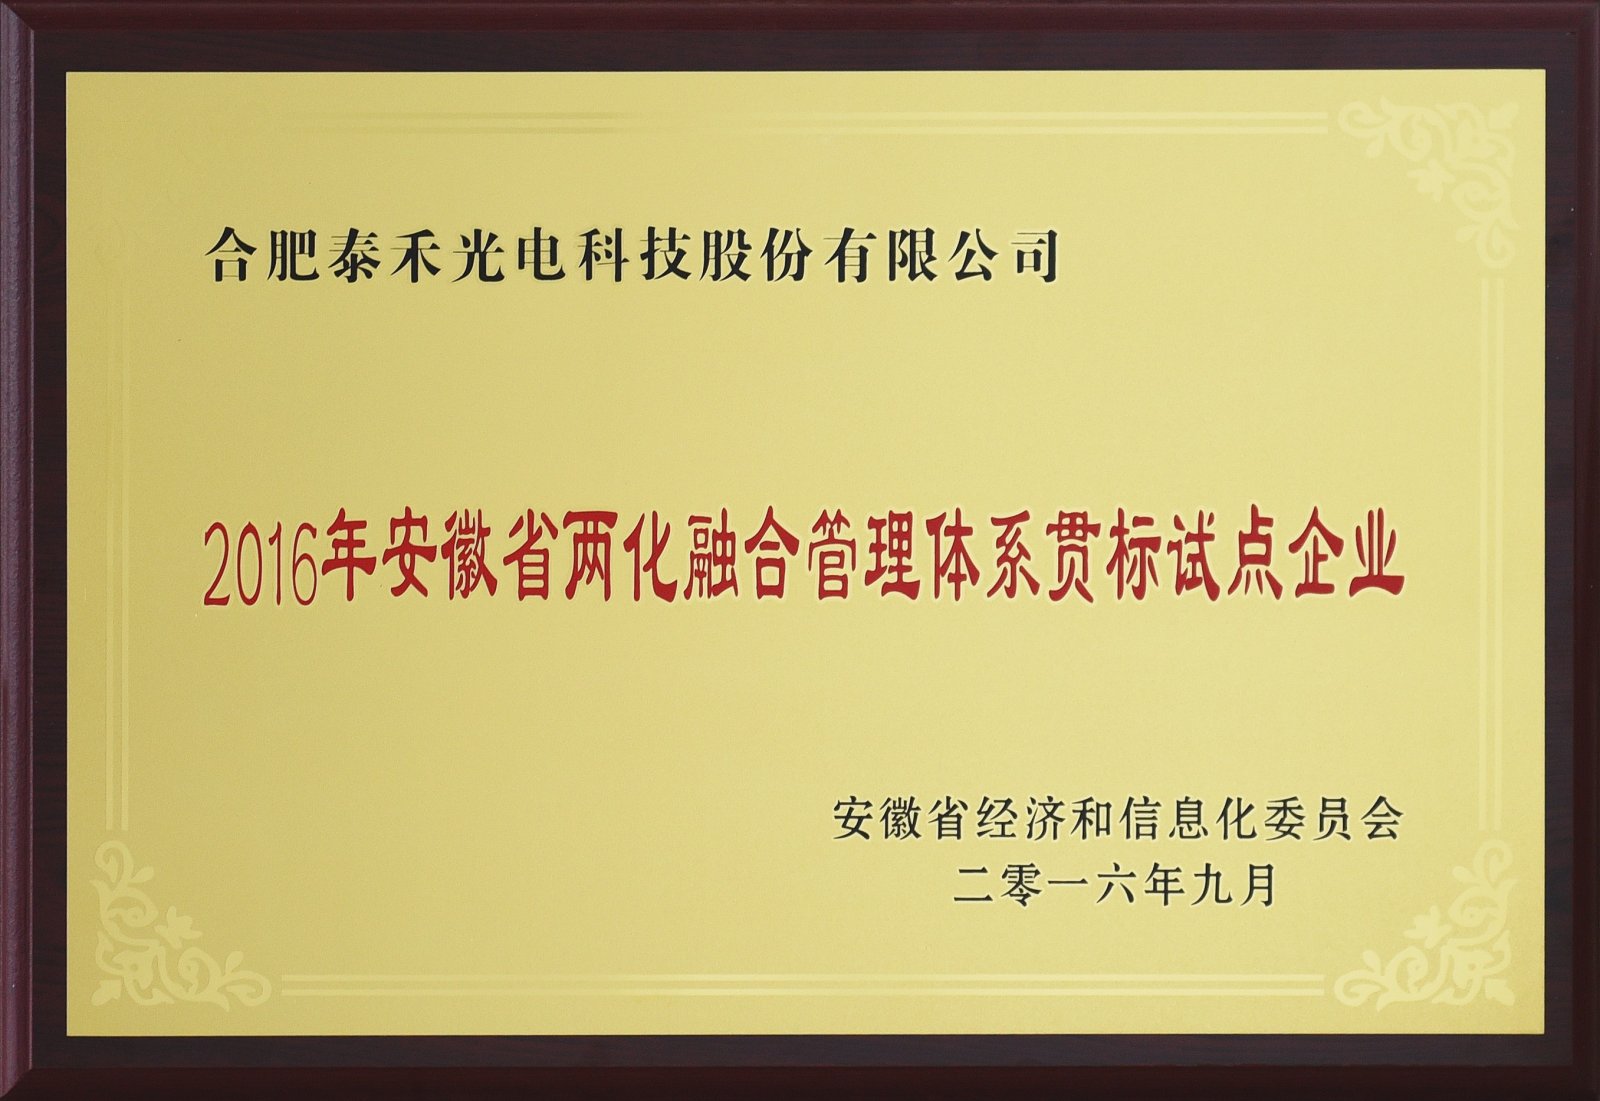 合肥泰禾光电科技股份有限公司
2016年安徽省两化融合管理体系贯标试点企业
安徽省经济和信息化委员会
二零一六年九月